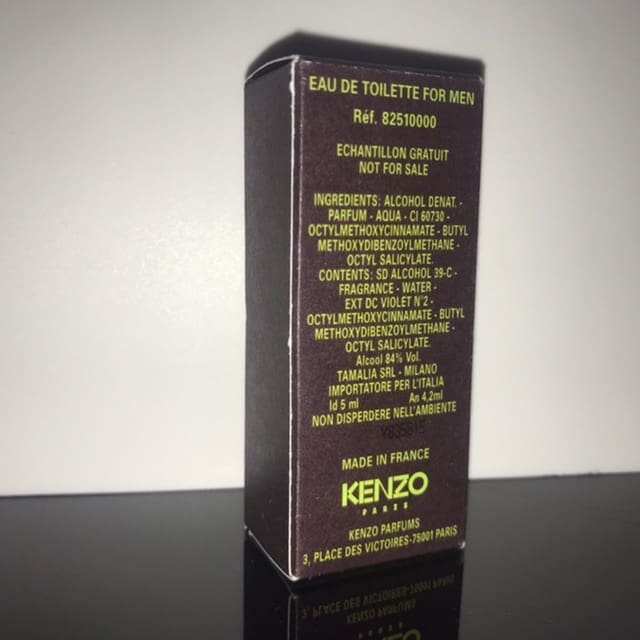 EAU DE TOILETTE FOR MEN
Réf. 82510000
ECHANTILLON GRATUIT
NOT FOR SALE
INGREDIENTS: ALCOHOL DENAT. -
PARFUM - AQUA - CI 60730 -
OCTYLMETHOXYCINNAMATE - BUTYL
METHOXYDIBENZOYLMETHANE -
OCTYL SALICYLATE.
CONTENTS: SD ALCOHOL 39-C -
FRAGRANCE - WATER -
EXT DC VIOLET N°2 -
OCTYLMETHOXYCINNAMATE - BUTYL
METHOXYDIBENZOYLMETHANE -
OCTYL SALICYLATE.
Alcool 84% Vol.
TAMALIA SRL - MILANO
IMPORTATORE PER L'ITALIA
Id 5 ml An 4,2ml
NON DISPERDERE NELL'AMBIENTE
MADE IN FRANCE
KENZO
PARIS
KENZO PARFUMS
3, PLACE DES VICTOIRES-75001 PARIS